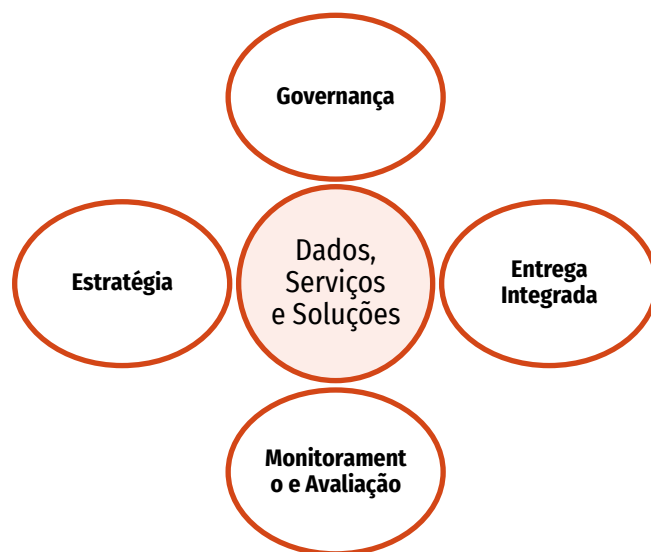 Governança
Estratégia
Dados,
Serviços
e Soluções
Entrega
Integrada
Monitorament
o e Avaliação